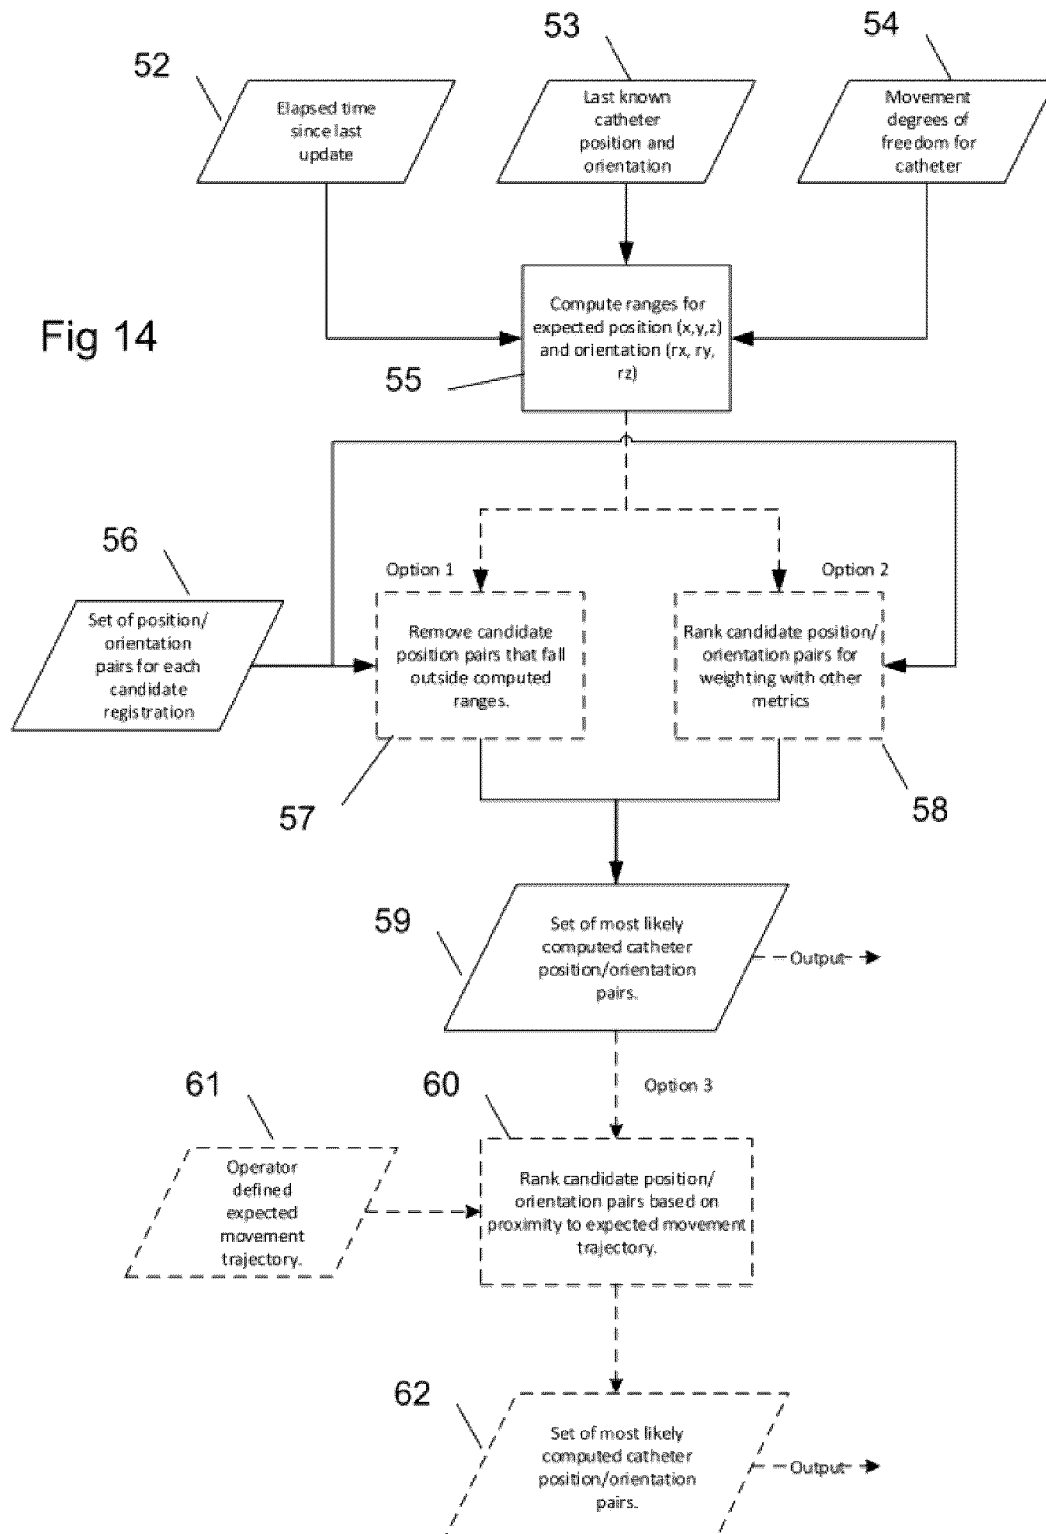 53
54
52
Elapsed time
since last
update
Last known
catheter
position and
orientation
Movement
degrees of
freedom for
catheter
Fig 14
Compute ranges for
expected position (x,y,z)
and orientation (rx, ry,
rz)
55
56
Option 1
Option 2
Set of position/
orientation
pairs for each
candidate
registration
Remove candidate
position pairs that fall
outside computed
ranges.
Rank candidate position/
orientation pairs for
weighting with other
metrics
57
58
59
Set of most likely
computed catheter
position/orientation
pairs.
Output
Option 3
61
60
Operator
defined
expected
movement
trajectory.
Rank candidate position/
orientation pairs based on
proximity to expected movement
trajectory.
62
Set of most likely
computed catheter
position/orientation
pairs.
Output